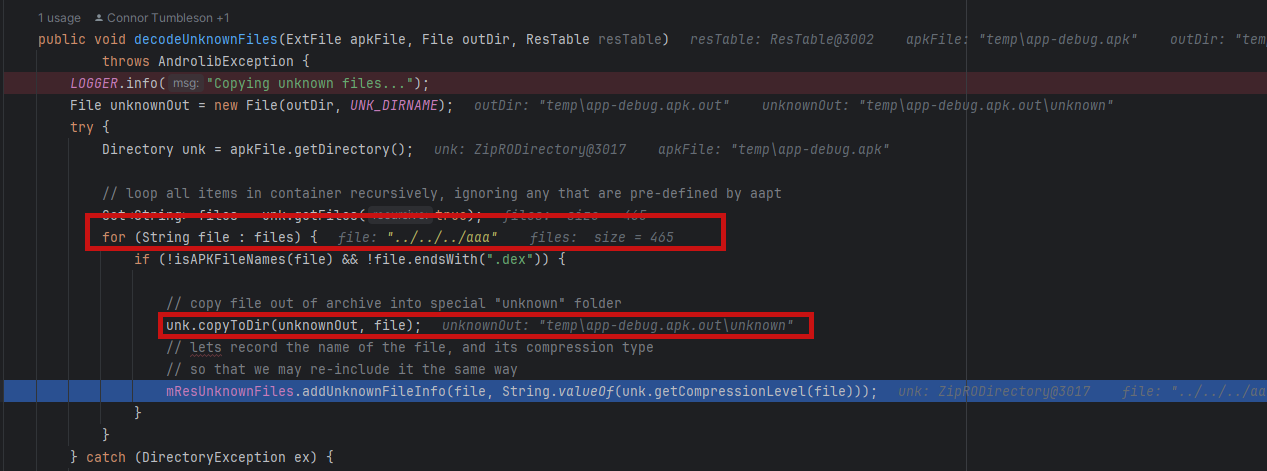 1 usage Connor Tumbleson +1
public void decodeUnknownFiles(ExtFile apkFile, File outDir, ResTable resTable) resTable: ResTable@3002 apkFile: "temp\app-debug.apk" outDir: "tem
throws AndrolibException {
LOGGER.info( msg: "Copying unknown files...");
File unknownOut = new File(outDir, UNK_DIRNAME); outDir: "temp\app-debug.apk.out" unknownOut: "temp\app-debug.apk.out\unknown"
try {
Directory unk = apkFile.getDirectory(); unk: ZipRODirectory@3017 apkFile: "temp\app-debug.apk"
// loop all items in container recursively, ignoring any that are pre-defined by aapt
Set<String> files = unk.getFiles( recursive: true); files: size = 465
for (String file : files) { file: "../../../aaa" files: size = 465
if (!isAPKFileNames(file) && !file.endsWith(".dex")) {
// copy file out of archive into special "unknown" folder
unk.copyToDir(unknownOut, file); unknownOut: "temp\app-debug.apk.out\unknown"
// lets record the name of the file, and its compression type
// so that we may re-include it the same way
mResUnknownFiles.addUnknownFileInfo(file, String.valueOf(unk.getCompressionLevel(file))); unk: ZipRODirectory@3017 file: "../../../aa
}
}
} catch (DirectoryException ex) {